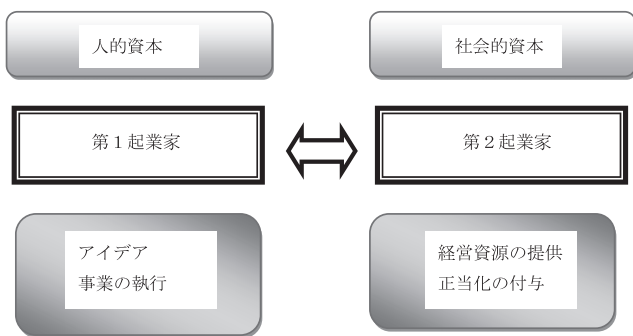 人的資本
社会的資本
第１起業家
第２起業家
アイデア
事業の執行
経営資源の提供
正当化の付与